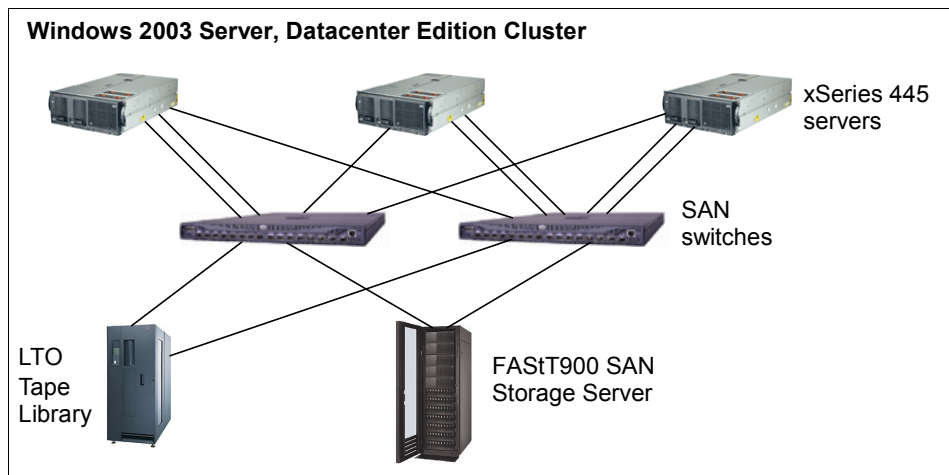 Windows 2003 Server, Datacenter Edition Cluster
xSeries 445
servers
SAN
switches
LTO
Tape
Library
FAStT900 SAN
Storage Server